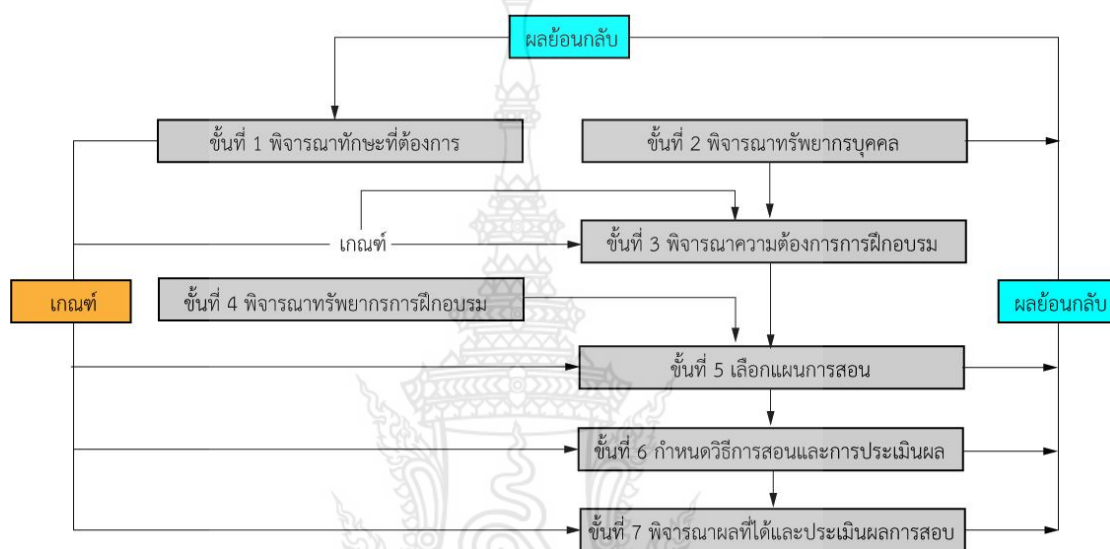 ผลย้อนกลับ
ขั้นที่ 1 พิจารณาทักษะที่ต้องการ
ขั้นที่ 2 พิจารณาทรัพยากรบุคคล
เกณฑ์
ขั้นที่ 3 พิจารณาความต้องการการฝึกอบรม
เกณฑ์
ขั้นที่ 4 พิจารณาทรัพยากรการฝึกอบรม
ผลย้อนกลับ
ขั้นที่ 5 เลือกแผนการสอน
ขั้นที่ 6 กำหนดวิธีการสอนและการประเมินผล
ขั้นที่ 7 พิจารณาผลที่ได้และประเมินผลการสอบ